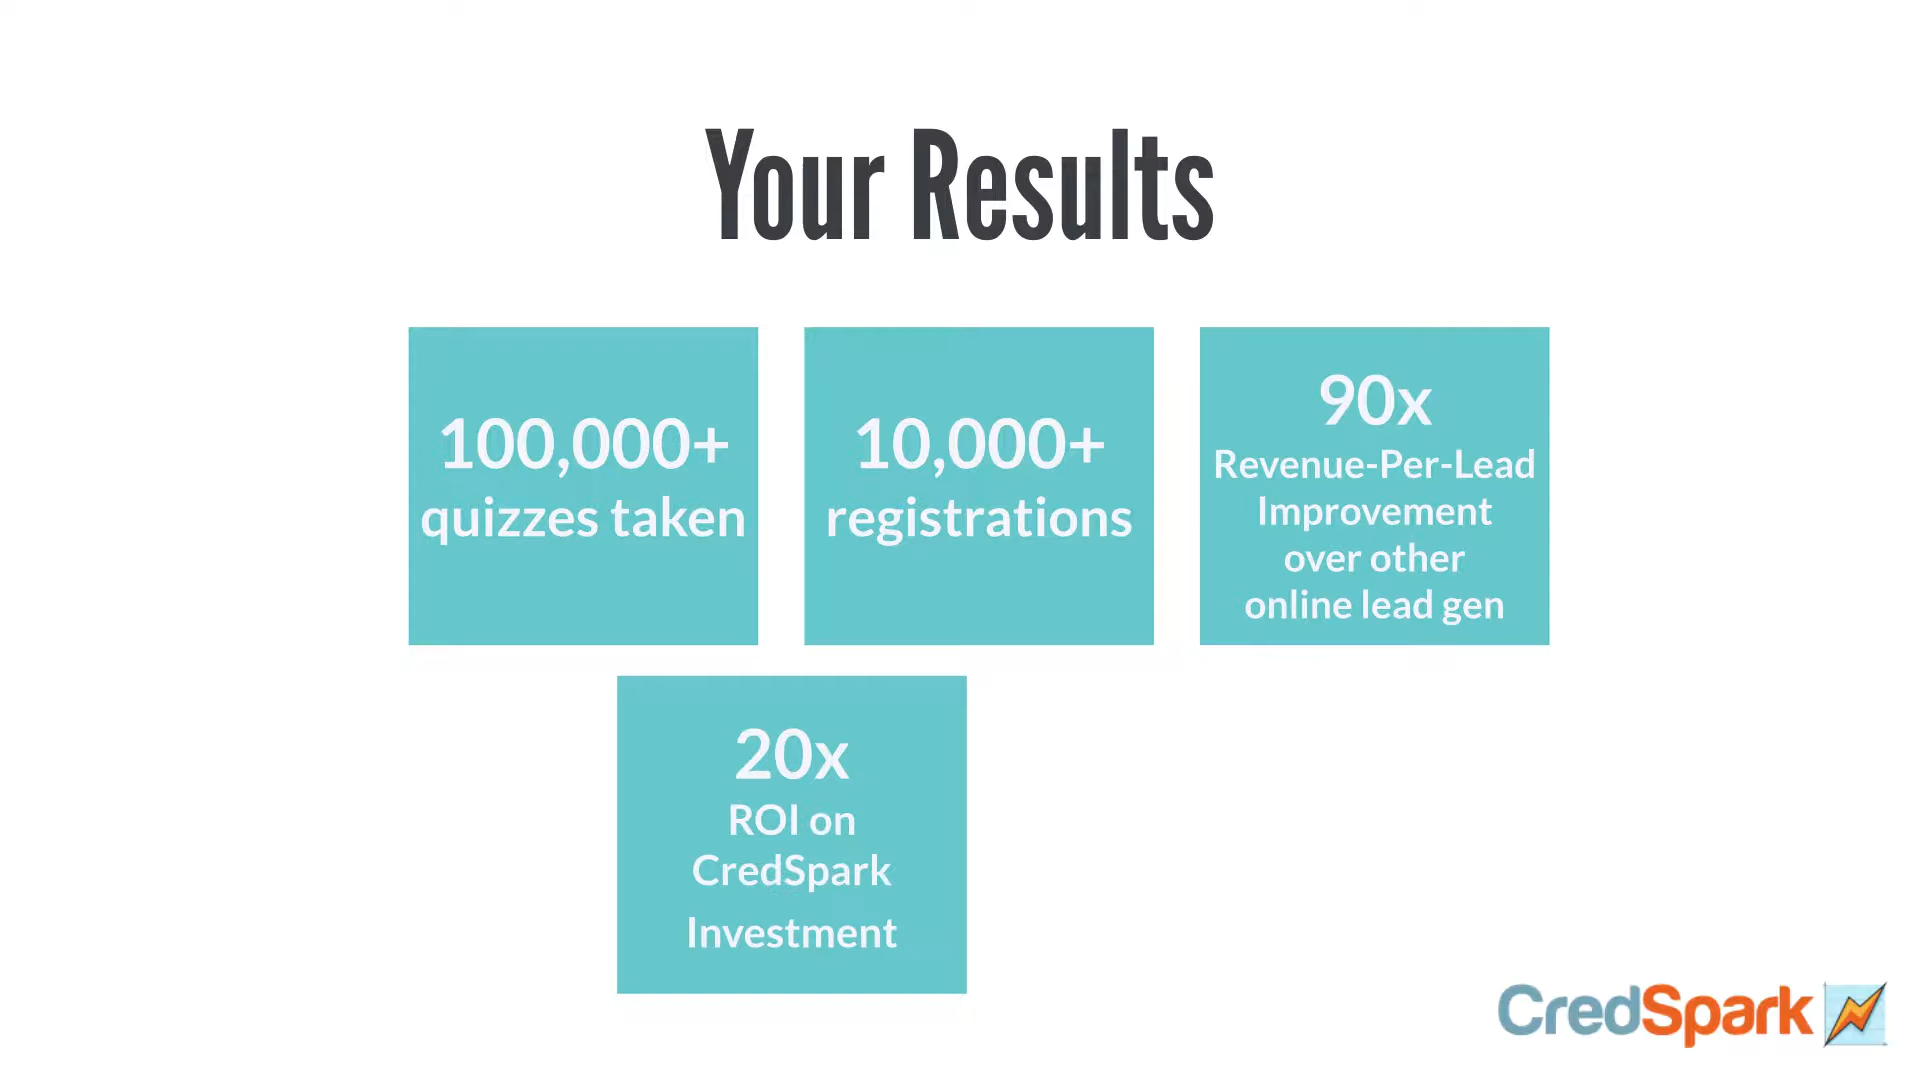 Your Results
100,000+
quizzes taken
10,000+
registrations
90x
Revenue-Per-Lead
Improvement
over other
online lead gen
20x
ROI on
CredSpark
Investment
CredSpark